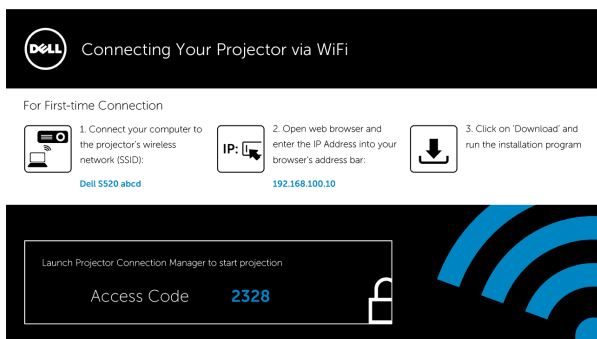 DELL
Connecting Your Projector via WiFi
For First-time Connection
1. Connect your computer to
the projector's wireless
network (SSID):
Dell S520 abcd
IP:
2. Open web browser and
enter the IP Address into your
browser's address bar:
192.168.100.10
3. Click on 'Download' and
run the installation program
Launch Projector Connection Manager to start projection
Access Code 2328